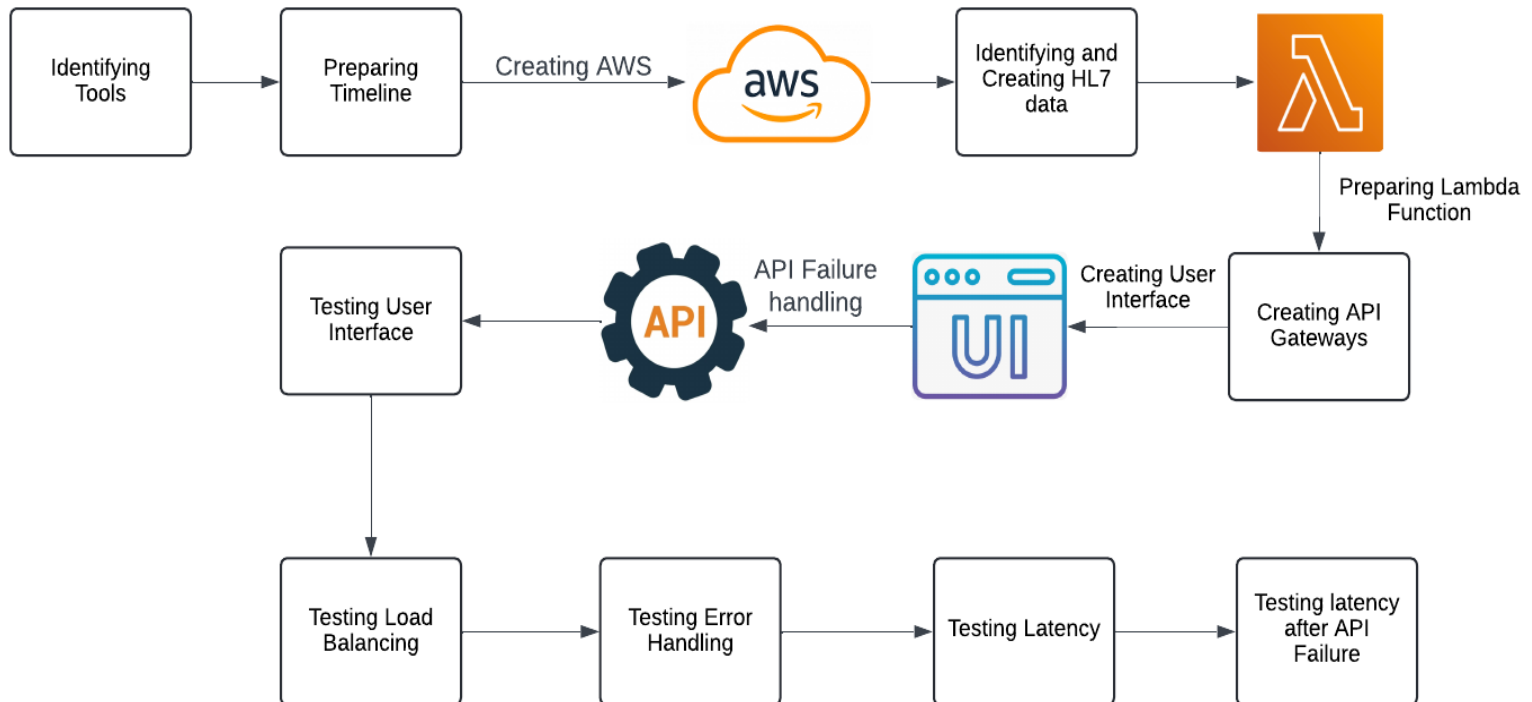 Identifying
Tools
Preparing
Timeline
Creating AWS
aws
Identifying and
Creating HL7
data
Preparing Lambda
Function
Creating API
Gateways
Creating User
Interface
UI
API Failure
handling
API
Testing User
Interface
Testing Load
Balancing
Testing Error
Handling
Testing Latency
Testing latency
after API
Failure